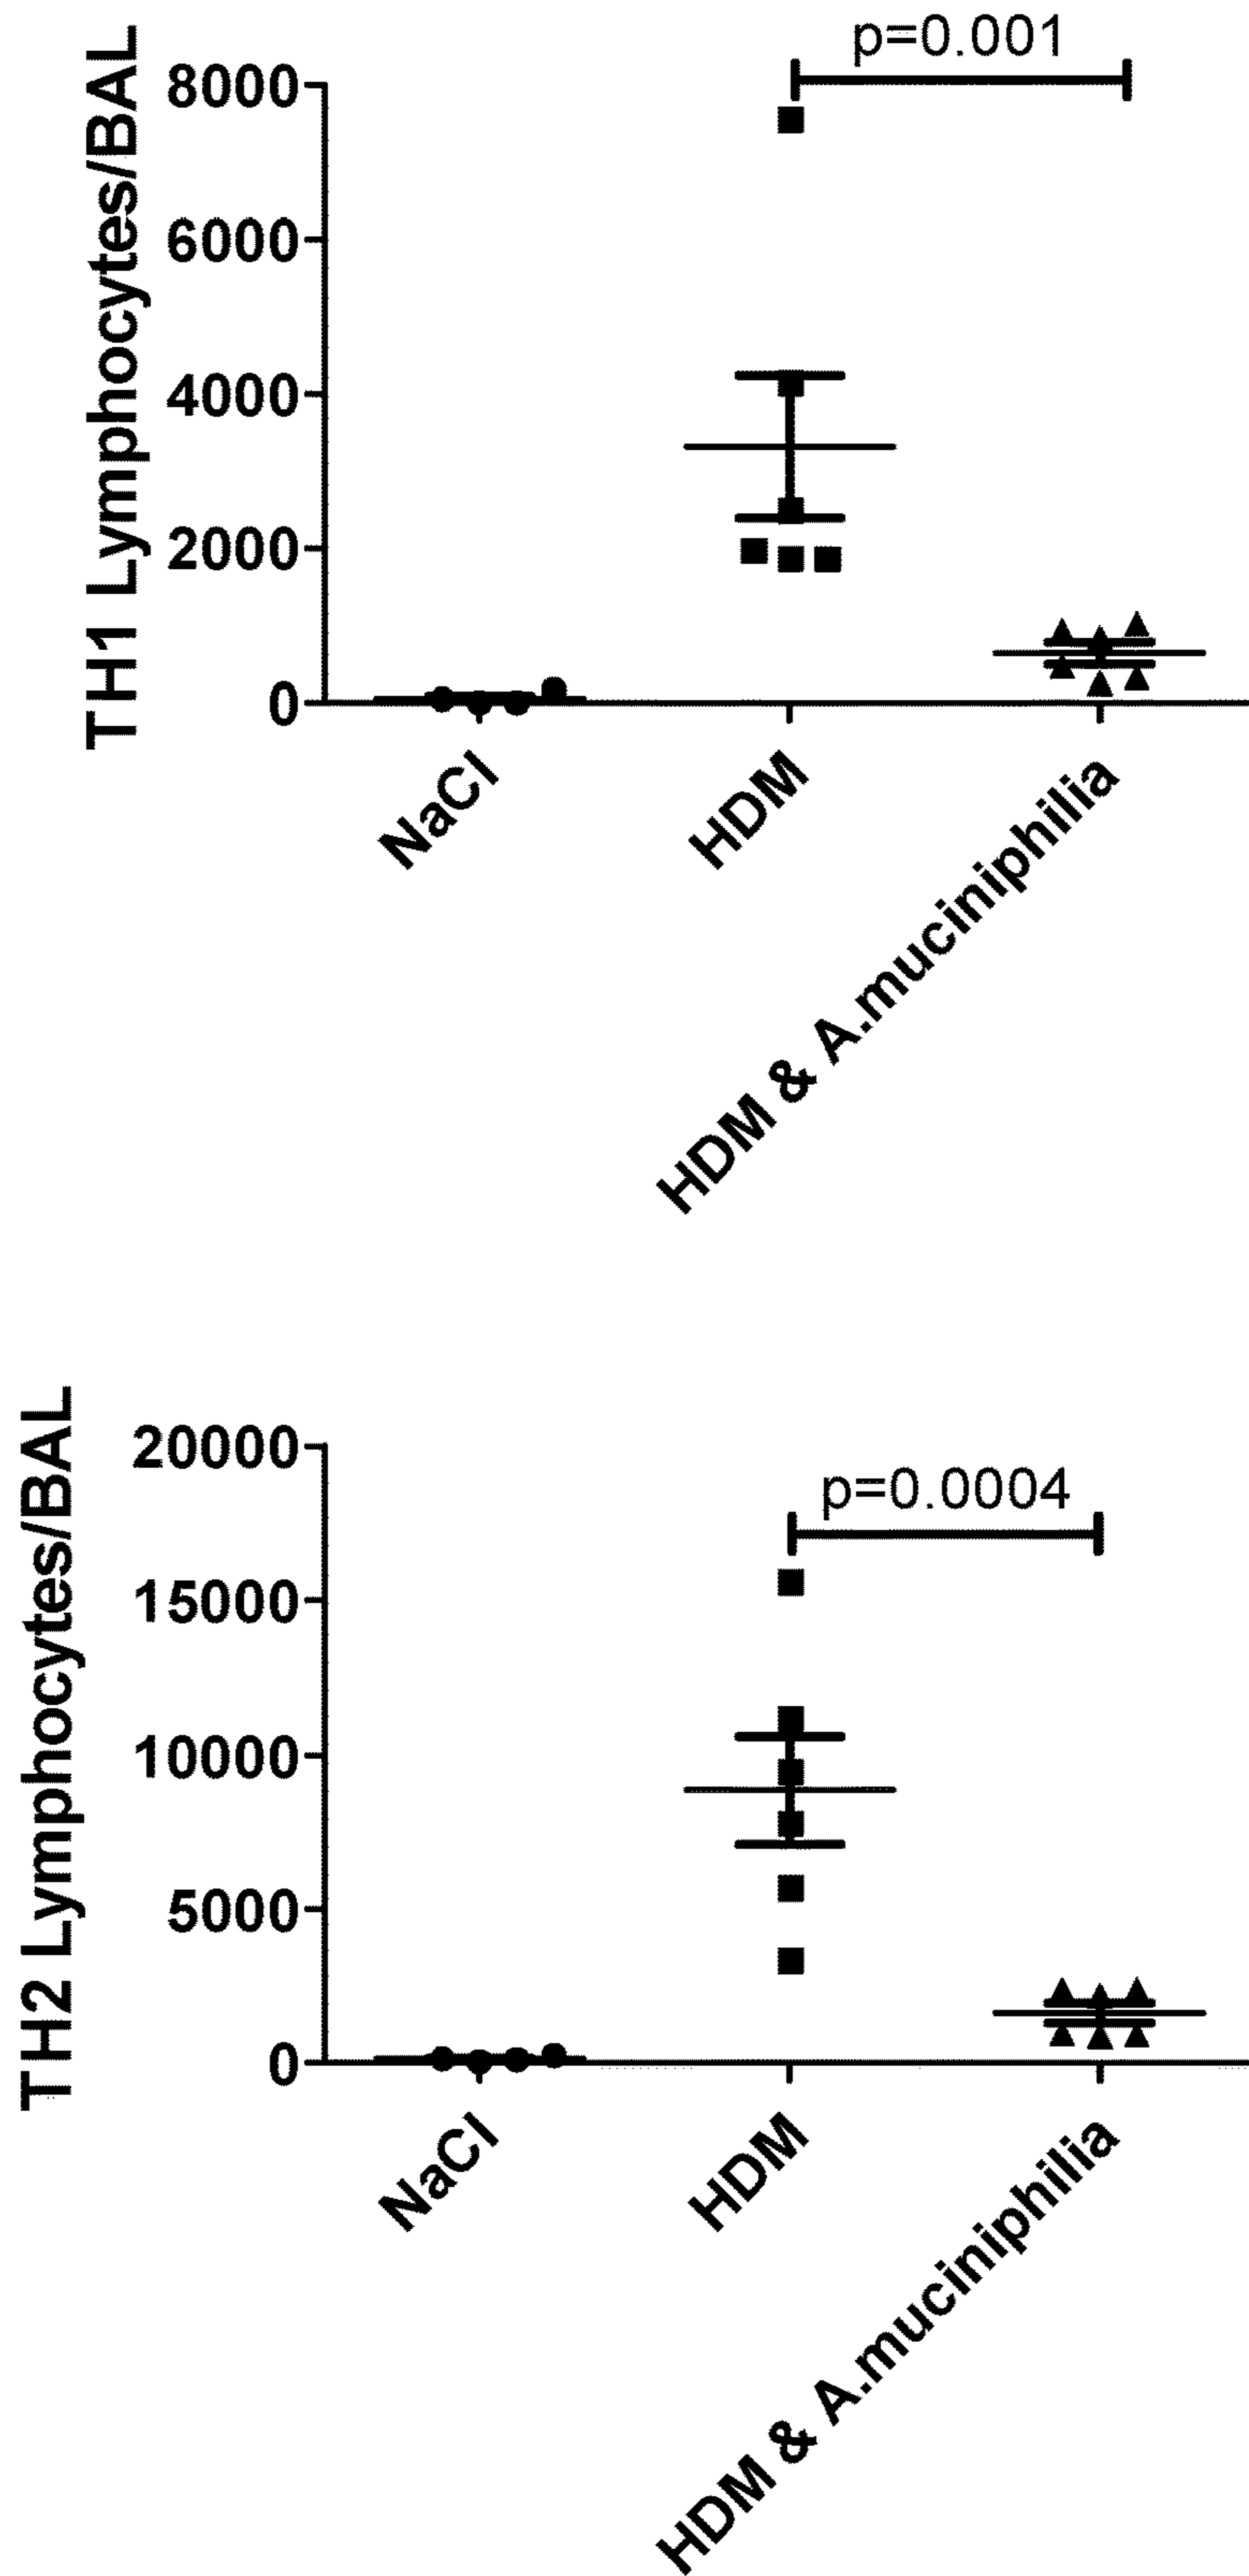 p=0.001
TH1 Lymphocytes/BAL
8000
6000
4000
2000
0
NaCl
HDM
HDM & A.muciniphilia
TH2 Lymphocytes/BAL
20000
p=0.0004
15000
10000
5000
0
NaCl
HDM
HDM & A.muciniphilia